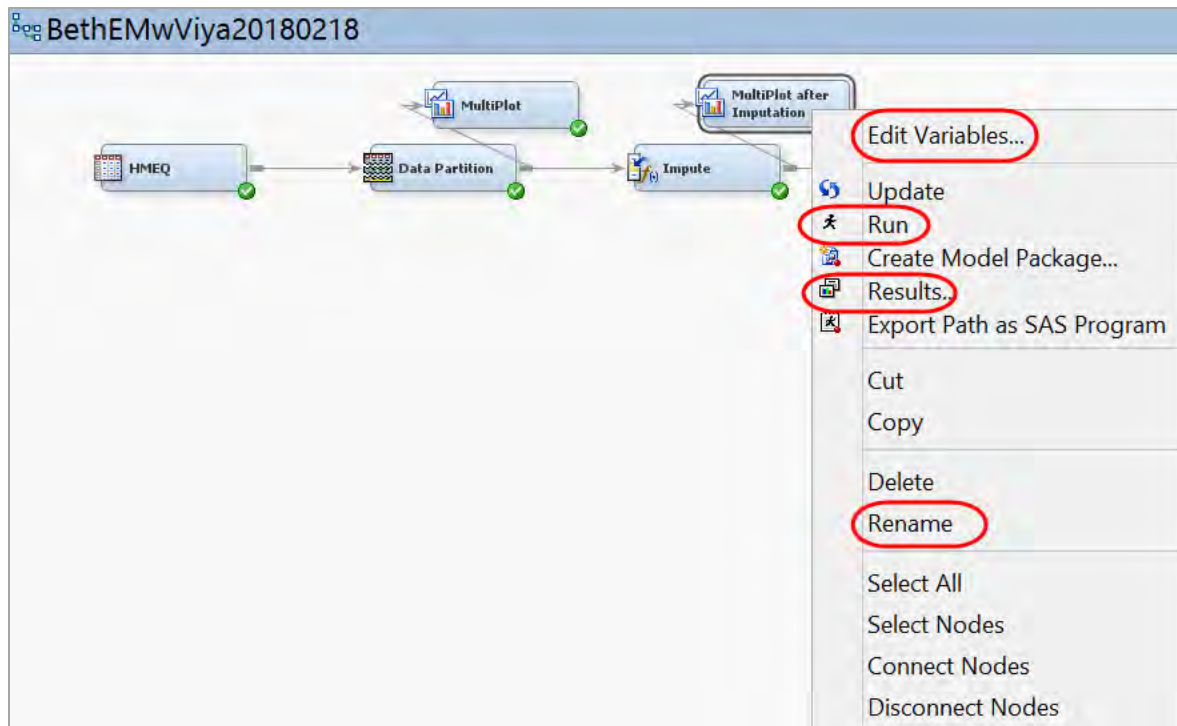 BethEMwViya20180218
MultiPlot
MultiPlot after
Imputation
HMEQ
Data Partition
Impute
Edit Variables...
Update
Run
Create Model Package...
Results...
Export Path as SAS Program
Cut
Copy
Delete
Rename
Select All
Select Nodes
Connect Nodes
Disconnect Nodes